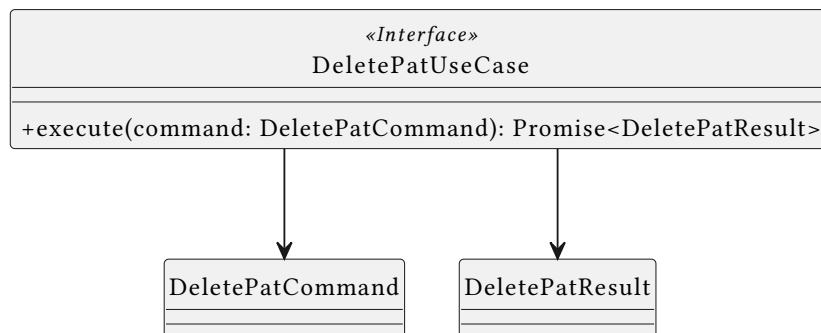 «Interface»
DeletePatUseCase
+execute(command: DeletePatCommand): Promise<DeletePatResult>
DeletePatCommand
DeletePatResult